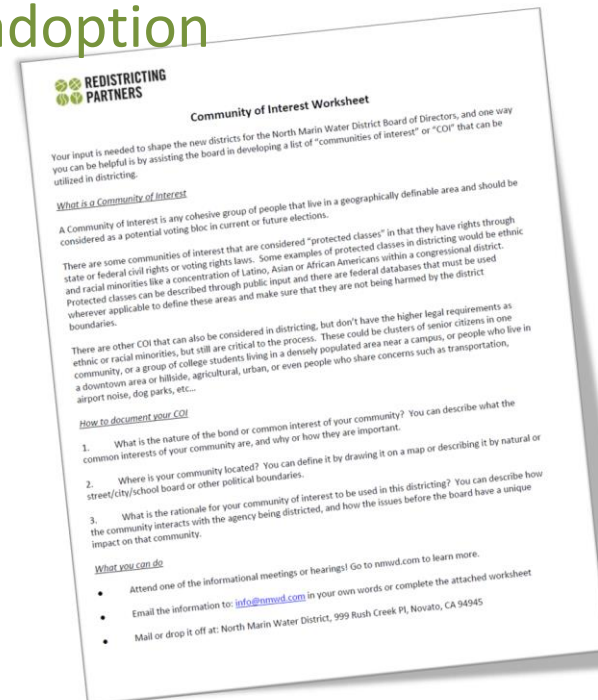 adoption
REDISTRICTING
PARTNERS
Community of Interest Worksheet
Your input is needed to shape the new districts for the North Marin Water District Board of Directors, and one way
you can be helpful is by assisting the board in developing a list of "communities of interest" or "COI" that can be
utilized in districting.
What is a Community of Interest
A Community of Interest is any cohesive group of people that live in a geographically definable area and should be
considered as a potential voting bloc in current or future elections.
There are some communities of interest that are considered "protected classes" in that they have rights through
state or federal civil rights or voting rights laws. Some examples of protected classes in districting would be ethnic
and racial minorities like a concentration of Latino, Asian or African Americans within a congressional district.
Protected classes can be described through public input and there are federal databases that must be used
wherever applicable to define these areas and make sure that they are not being harmed by the district
boundaries.
There are other COI that can also be considered in districting, but don't have the higher legal requirements as
ethnic or racial minorities, but still are critical to the process. These could be clusters of senior citizens in one
community, or a group of college students living in a densely populated area near a campus, or people who live in
a downtown area or hillside, agricultural, urban, or even people who share concerns such as transportation,
airport noise, dog parks, etc...
How to document your COI
1. What is the nature of the bond or common interest of your community? You can describe what the
common interests of your community are, and why or how they are important.
2. Where is your community located? You can define it by drawing it on a map or describing it by natural or
street/city/school board or other political boundaries.
3. What is the rationale for your community of interest to be used in this districting? You can describe how
the community interacts with the agency being districted, and how the issues before the board have a unique
impact on that community.
What you can do
• Attend one of the informational meetings or hearings! Go to nmwd.com to learn more.
• Email the information to: info@nmwd.com in your own words or complete the attached worksheet
• Mail or drop it off at: North Marin Water District, 999 Rush Creek Pl, Novato, CA 94945